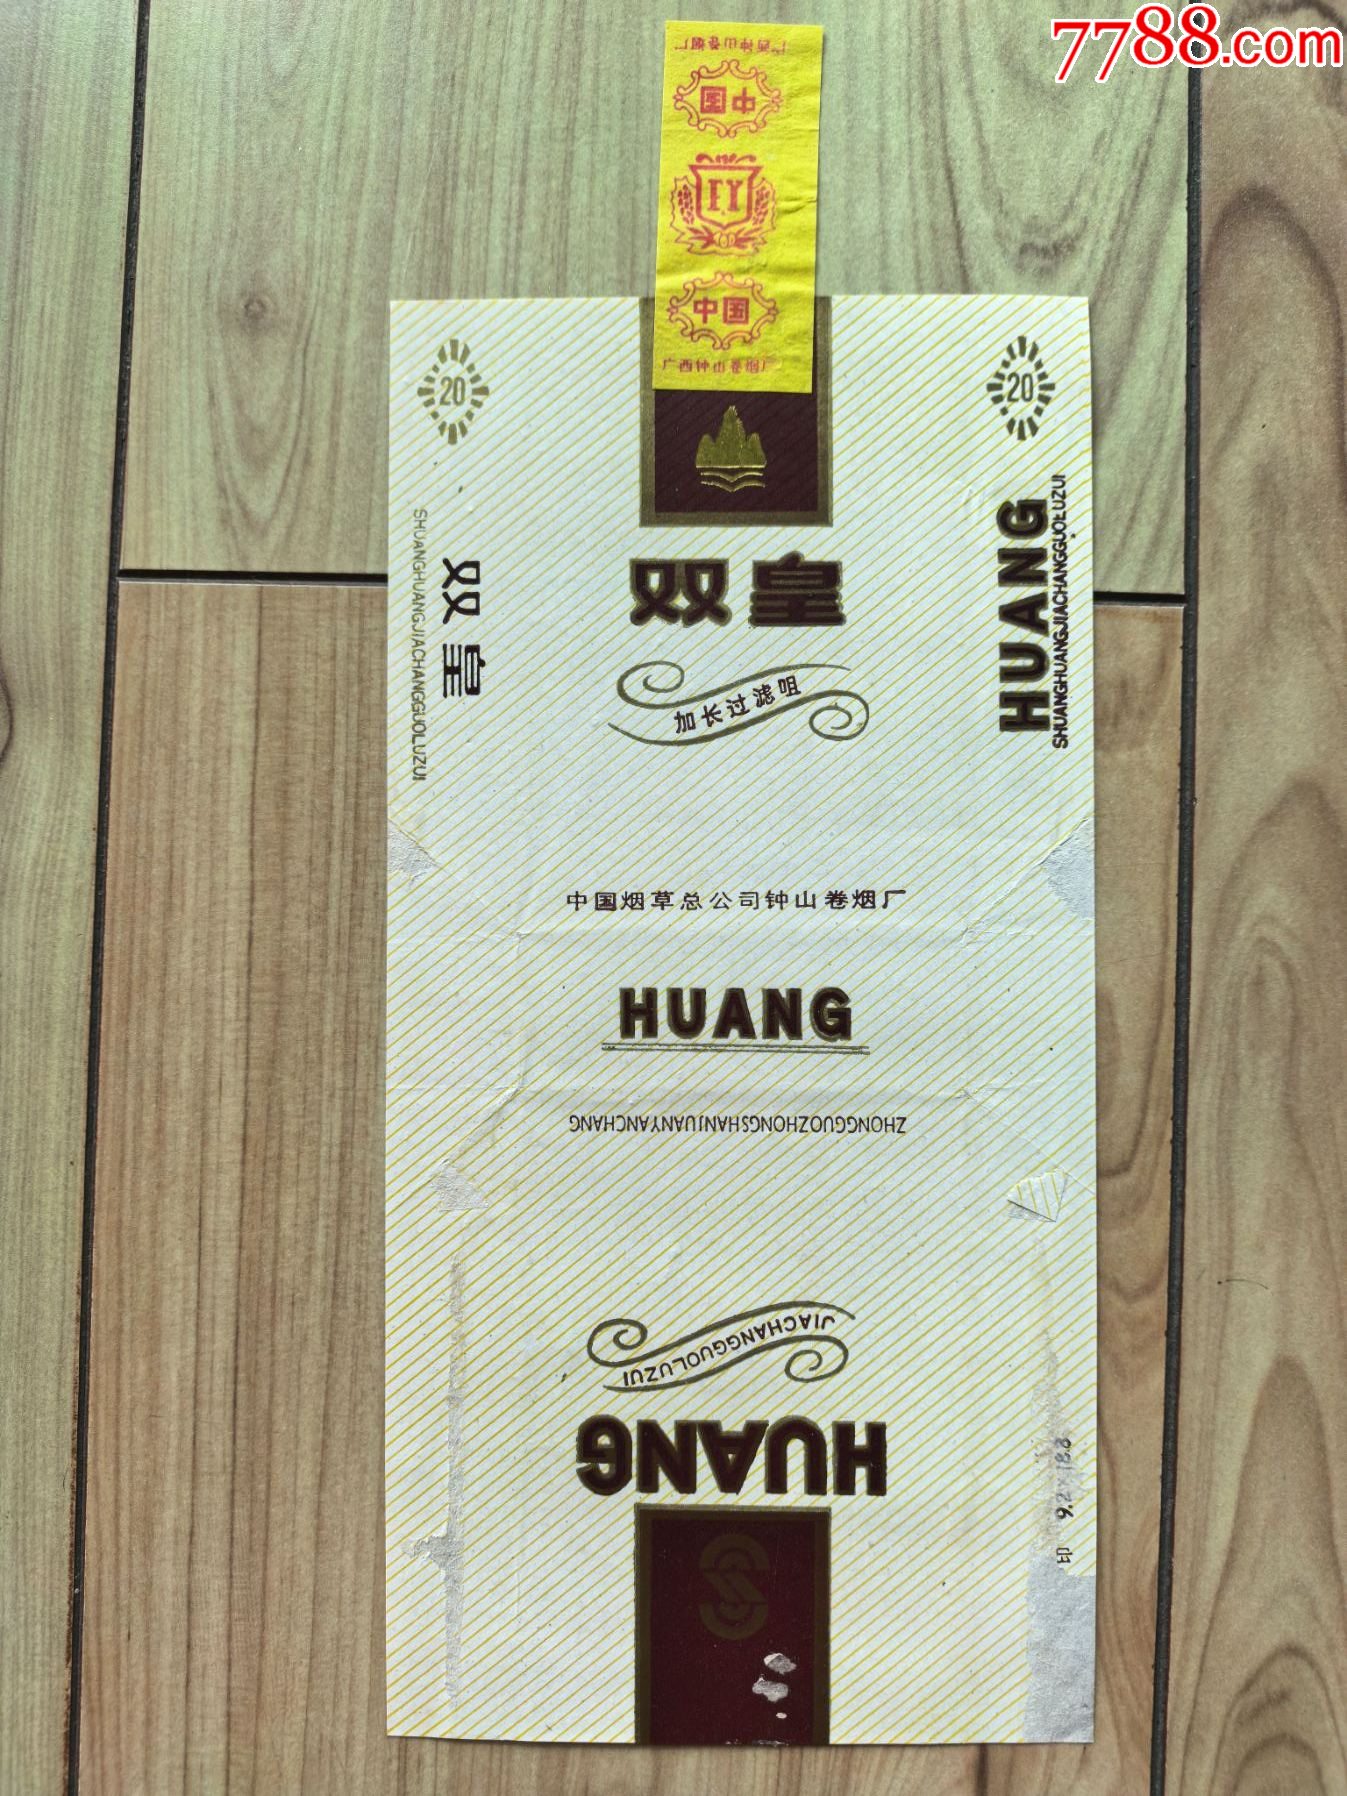 7788.com
广西钟山卷烟厂
中国
F.Y
中国
广西钟山卷烟厂
20
20
双皇
SHUANGHUANGJIACHANGGUOLUZUI
双皇
加长过滤咀
HUANG
SHUANGHUANGJIACHANGGUOLUZUI
中国烟草总公司钟山卷烟厂
HUANG
ZHONGGUOZHONGSHANJUANYANCHANG
JIACHANGGUOLUZUI
HUANG